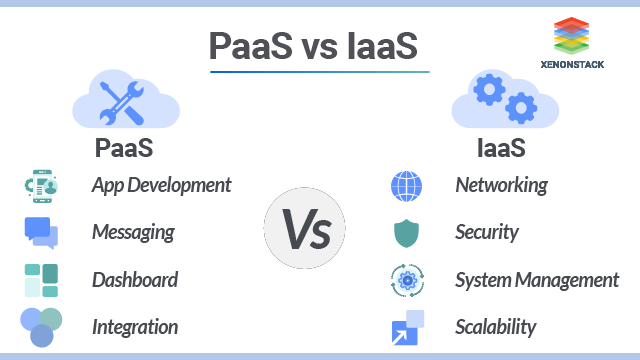 PaaS vs IaaS
XENONSTACK
PaaS
App Development
Messaging
Dashboard
Integration
Vs
IaaS
Networking
Security
System Management
Scalability